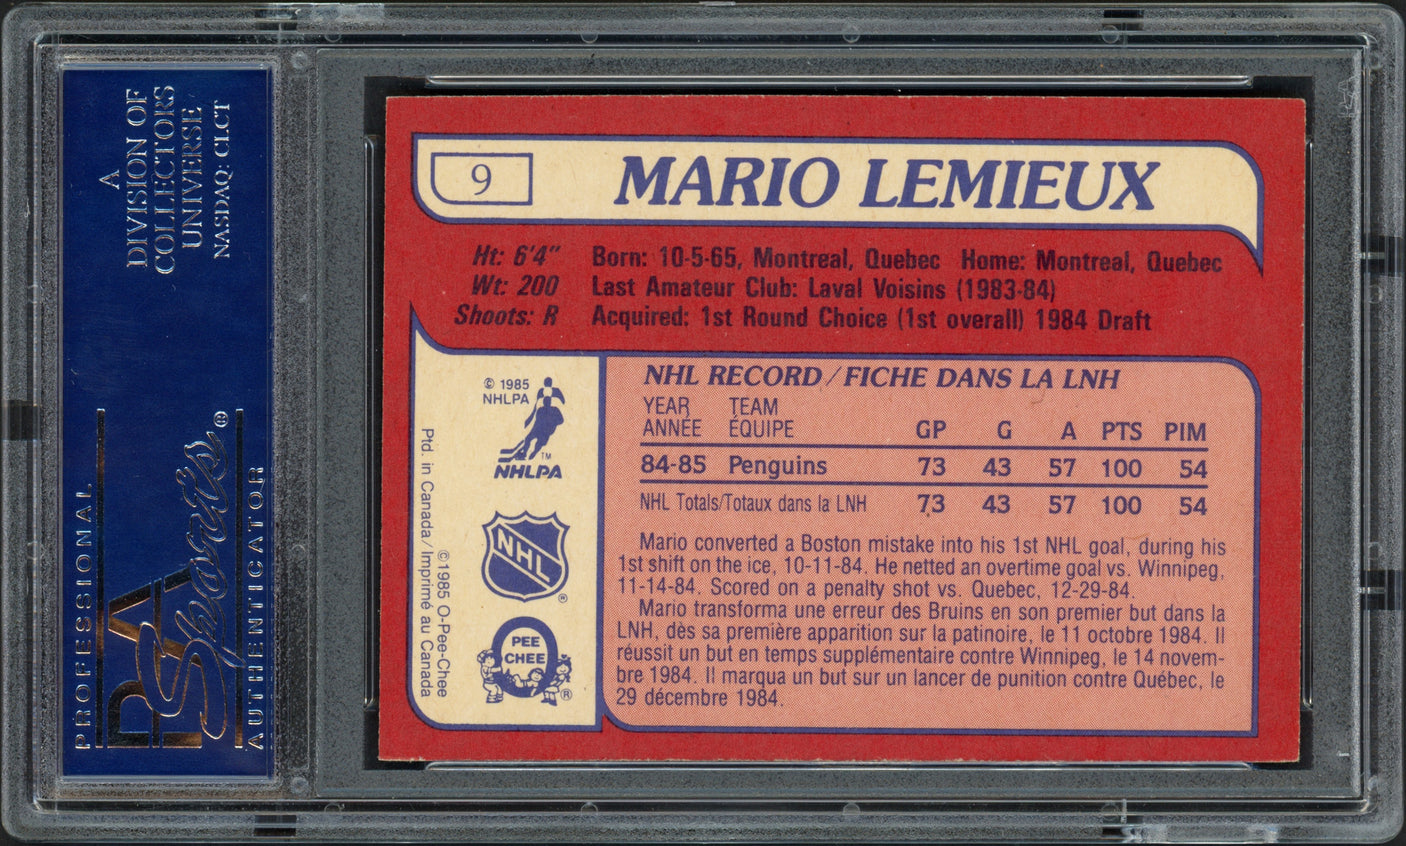 A
DIVISION OF
COLLECTORS
UNIVERSE
NASDAQ: CLCT
PROFESSIONAL
PSA
Sports®
AUTHENTICATOR
9 MARIO LEMIEUX
Ht: 6'4" Born: 10-5-65, Montreal, Quebec Home: Montreal, Quebec
Wt: 200 Last Amateur Club: Laval Voisins (1983-84)
Shoots: R Acquired: 1st Round Choice (1st overall) 1984 Draft
© 1985
NHLPA
TM
NHLPA
NHL
®
O
PEE
CHEE
®
©1985 O-Pee-Chee
Ptd. in Canada/Imprimé au Canada
NHL RECORD/FICHE DANS LA LNH
YEAR TEAM
ANNÉE ÉQUIPE GP G A PTS PIM
84-85 Penguins 73 43 57 100 54
NHL Totals/Totaux dans la LNH 73 43 57 100 54
Mario converted a Boston mistake into his 1st NHL goal, during his
1st shift on the ice, 10-11-84. He netted an overtime goal vs. Winnipeg,
11-14-84. Scored on a penalty shot vs. Quebec, 12-29-84.
Mario transforma une erreur des Bruins en son premier but dans la
LNH, dès sa première apparition sur la patinoire, le 11 octobre 1984. Il
réussit un but en temps supplémentaire contre Winnipeg, le 14 novem-
bre 1984. Il marqua un but sur un lancer de punition contre Québec, le
29 décembre 1984.